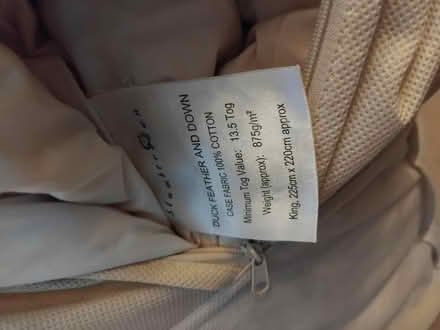 DUCK FEATHER AND DOWN
CASE FABRIC 100% COTTON
Minimum Tog Value: 13.5 Tog
Weight (approx): 875g/m²
King, 225cm x 220cm approx